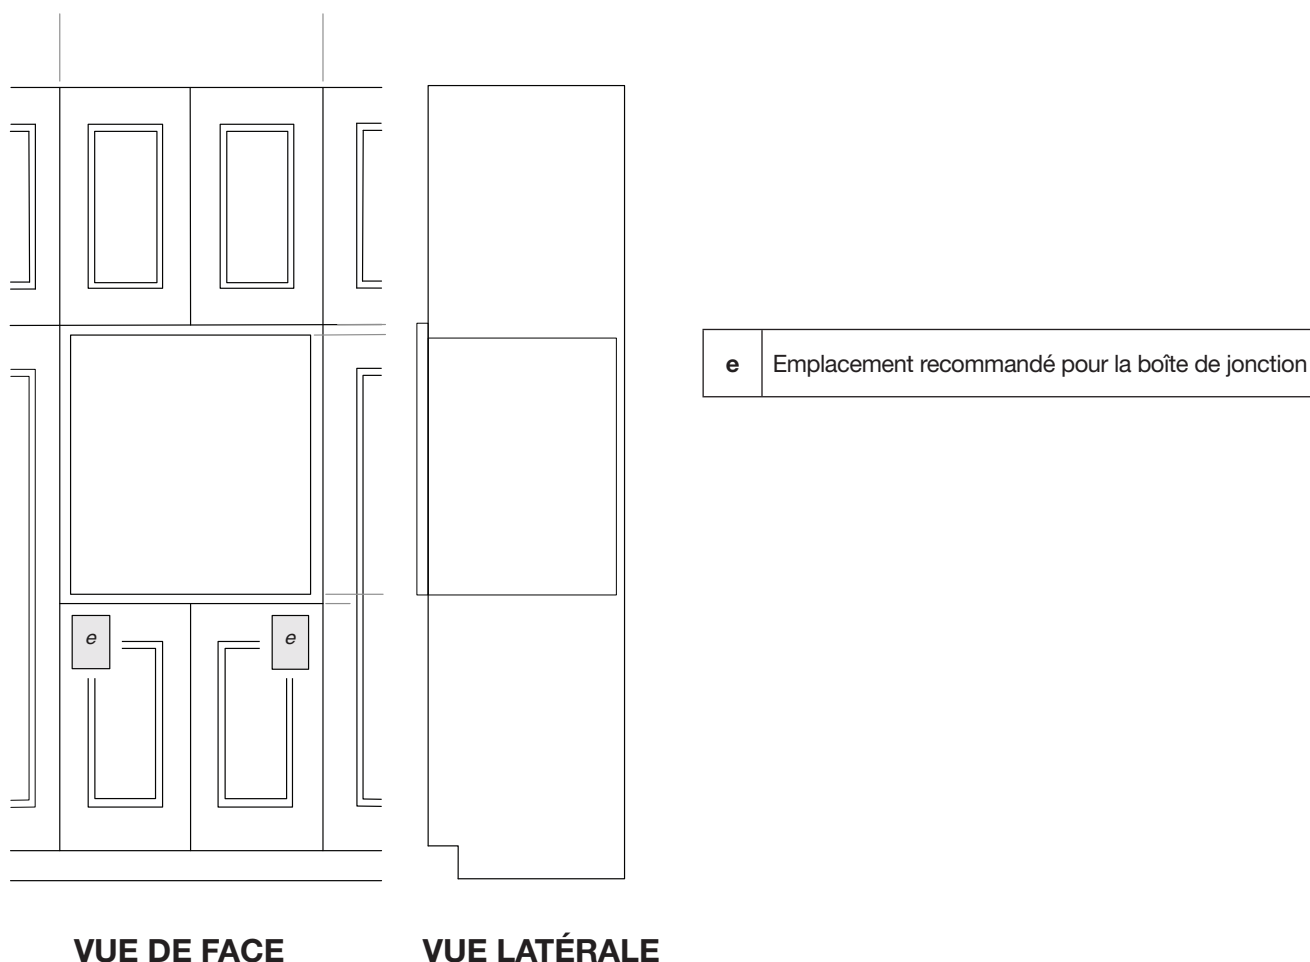 e Emplacement recommandé pour la boîte de jonction
e e
VUE DE FACE VUE LATÉRALE